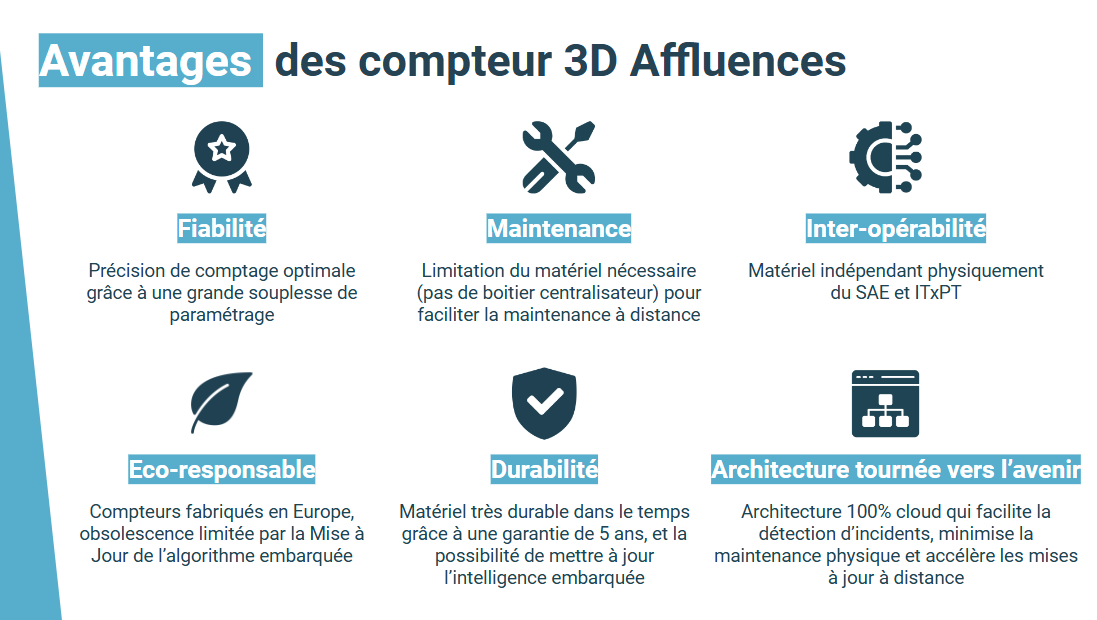 Avantages des compteur 3D Affluences
Fiabilité
Précision de comptage optimale
grâce à une grande souplesse de
paramétrage
Maintenance
Limitation du matériel nécessaire
(pas de boitier centralisateur) pour
faciliter la maintenance à distance
Inter-opérabilité
Matériel indépendant physiquement
du SAE et ITxPT
Eco-responsable
Compteurs fabriqués en Europe,
obsolescence limitée par la Mise à
Jour de l'algorithme embarquée
Durabilité
Matériel très durable dans le temps
grâce à une garantie de 5 ans, et la
possibilité de mettre à jour
l'intelligence embarquée
Architecture tournée vers l'avenir
Architecture 100% cloud qui facilite la
détection d'incidents, minimise la
maintenance physique et accélère les mises
à jour à distance